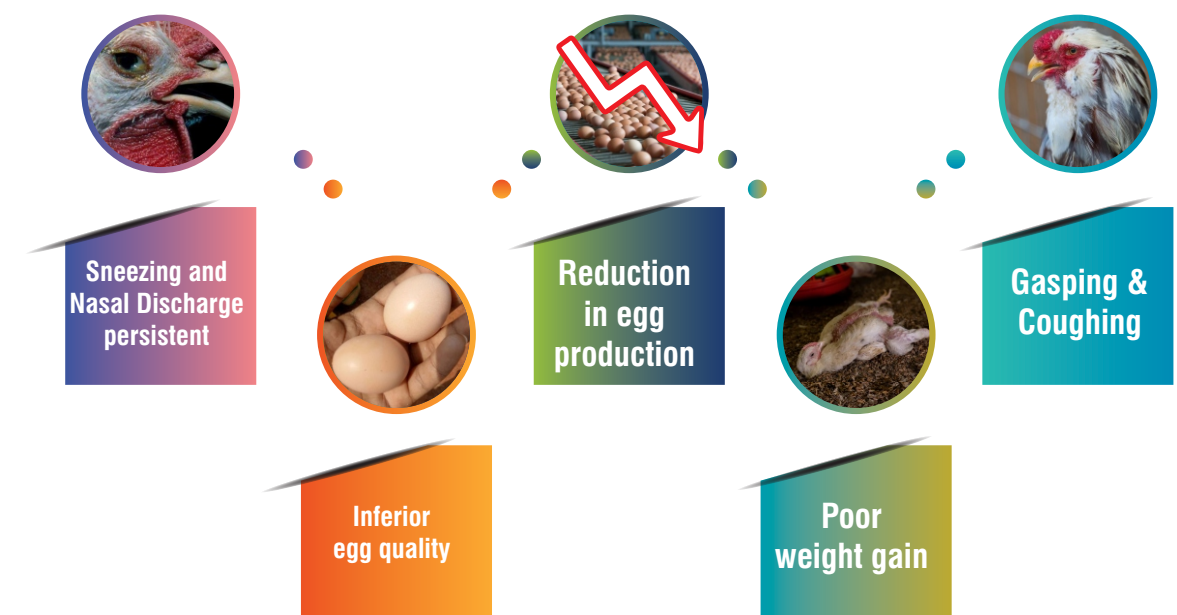 Sneezing and
Nasal Discharge
persistent
Inferior
egg quality
Reduction
in egg
production
Poor
weight gain
Gasping &
Coughing